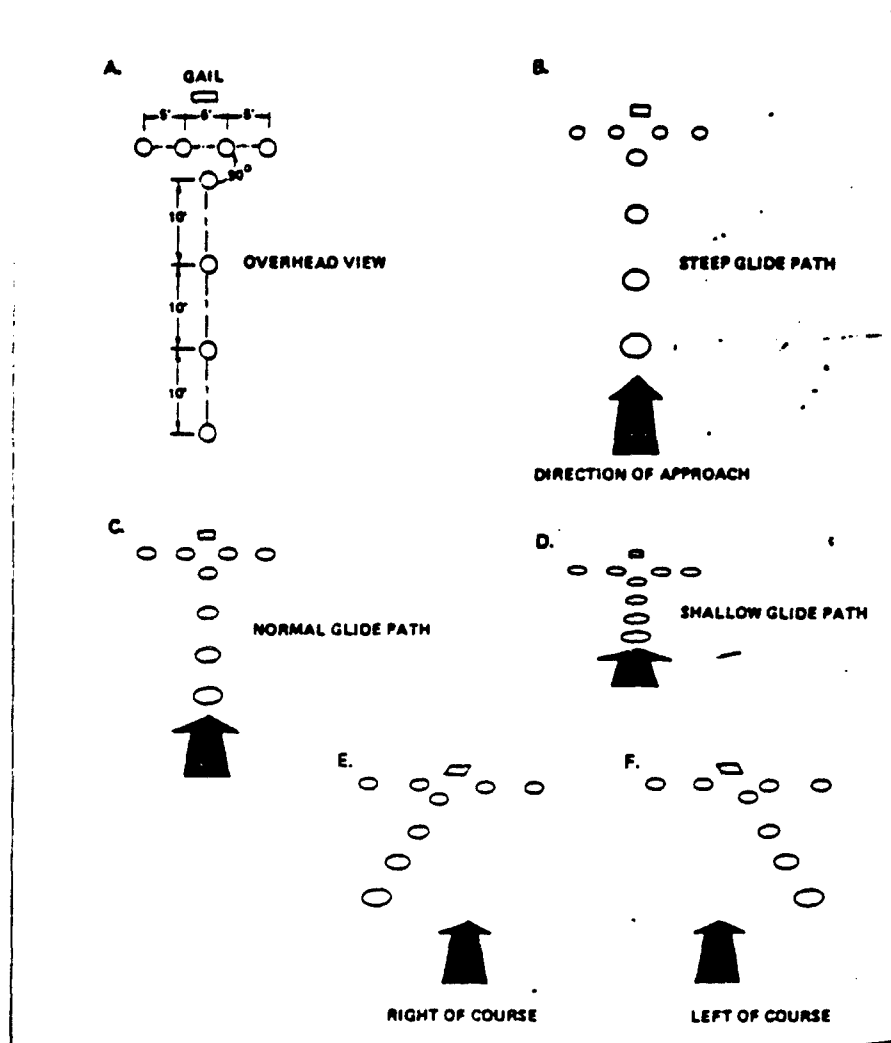 A.
GAIL
5' 5' 5'
90°
10'
OVERHEAD VIEW
10'
10'
B.
STEEP GLIDE PATH
DIRECTION OF APPROACH
C.
NORMAL GLIDE PATH
D.
SHALLOW GLIDE PATH
E.
RIGHT OF COURSE
F.
LEFT OF COURSE